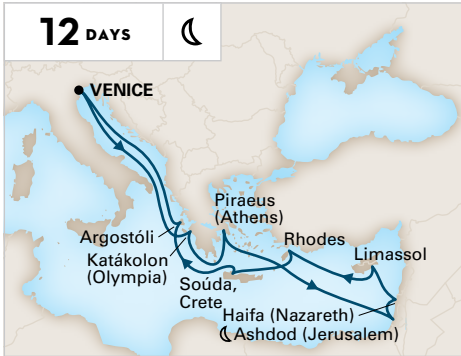 12 DAYS
VENICE
Piraeus
(Athens)
Argostóli
Rhodes
Katákolon
(Olympia)
Limassol
Soúda,
Crete
Haifa (Nazareth)
Ashdod (Jerusalem)